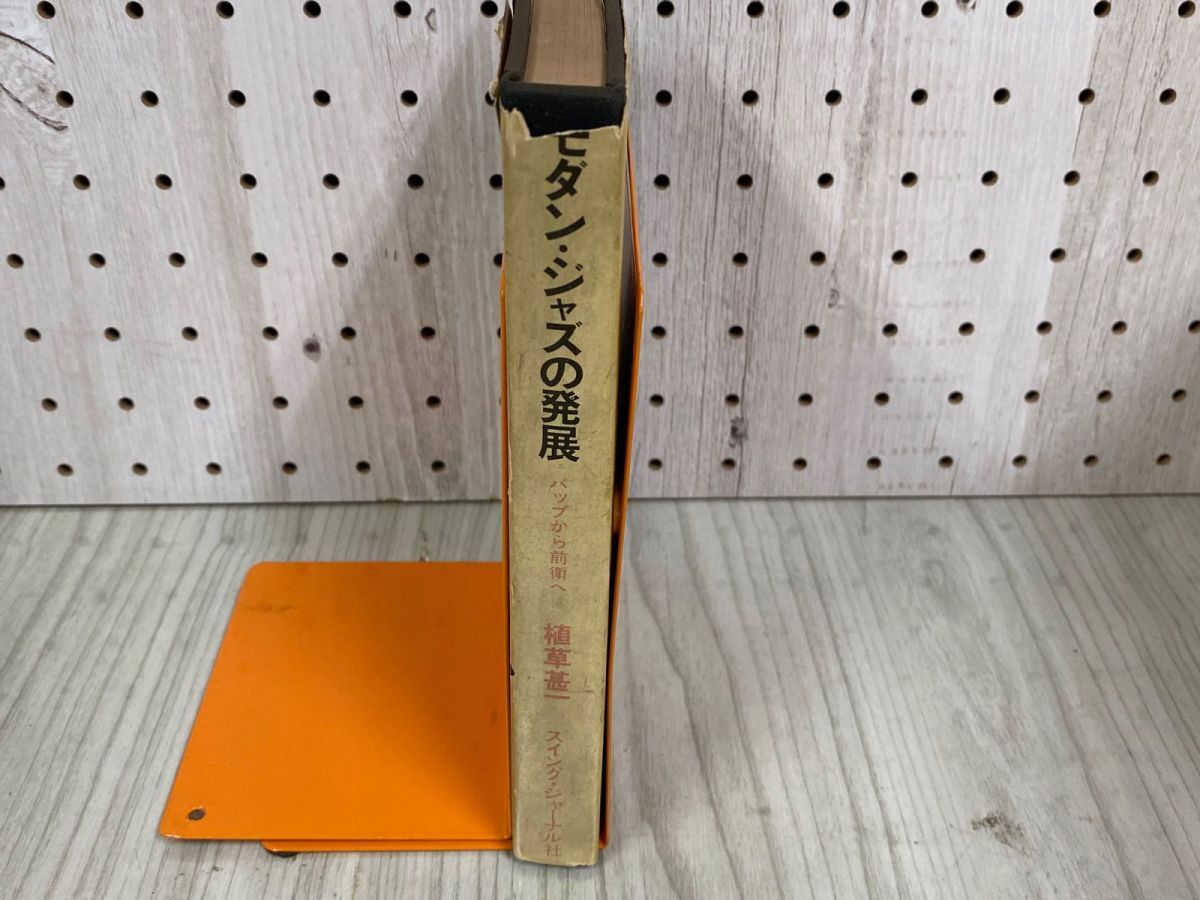 モダン・ジャズの発展
バップから前衛へ
植草甚一
スイング・ジャーナル社